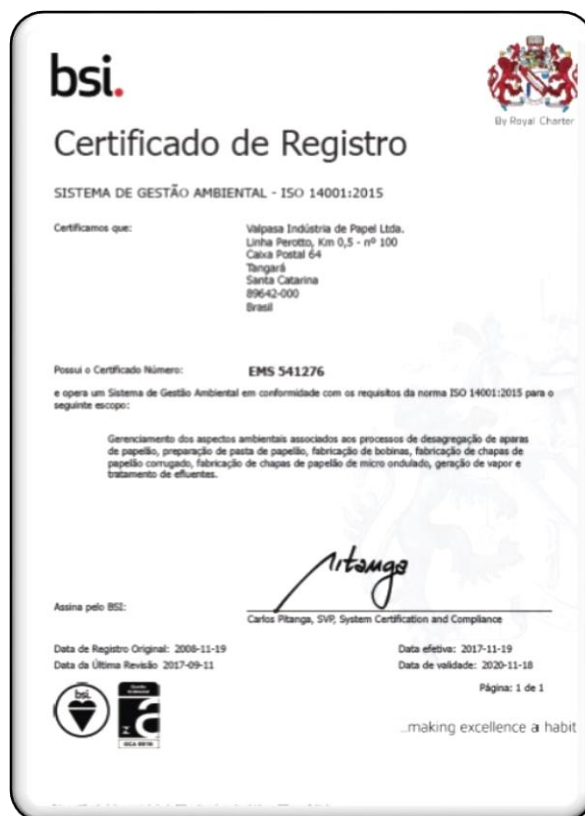 bsi.
By Royal Charter
Certificado de Registro
SISTEMA DE GESTÃO AMBIENTAL - ISO 14001:2015
Certificamos que:
Valpasa Indústria de Papel Ltda.
Linha Perotto, Km 0,5 - nº 100
Caixa Postal 64
Tangará
Santa Catarina
89642-000
Brasil
Possui o Certificado Número:
EMS 541276
e opera um Sistema de Gestão Ambiental em conformidade com os requisitos da norma ISO 14001:2015 para o
seguinte escopo:
Gerenciamento dos aspectos ambientais associados aos processos de desagregação de aparas
de papelão, preparação de pasta de papelão, fabricação de bobinas, fabricação de chapas de
papelão corrugado, fabricação de chapas de papelão de micro ondulado, geração de vapor e
tratamento de efluentes.
Pitanga
Assina pelo BSI:
Carlos Pitanga, SVP, System Certification and Compliance
Data de Registro Original: 2008-11-19
Data efetiva: 2017-11-19
Data da Última Revisão 2017-09-11
Data de validade: 2020-11-18
Página: 1 de 1
bsi.
...making excellence a habit